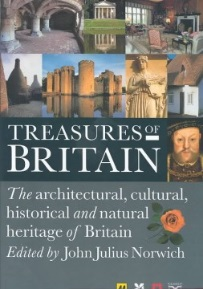 TREASURES OF
BRITAIN
The architectural, cultural,
historical and natural
heritage of Britain
Edited by John Julius Norwich